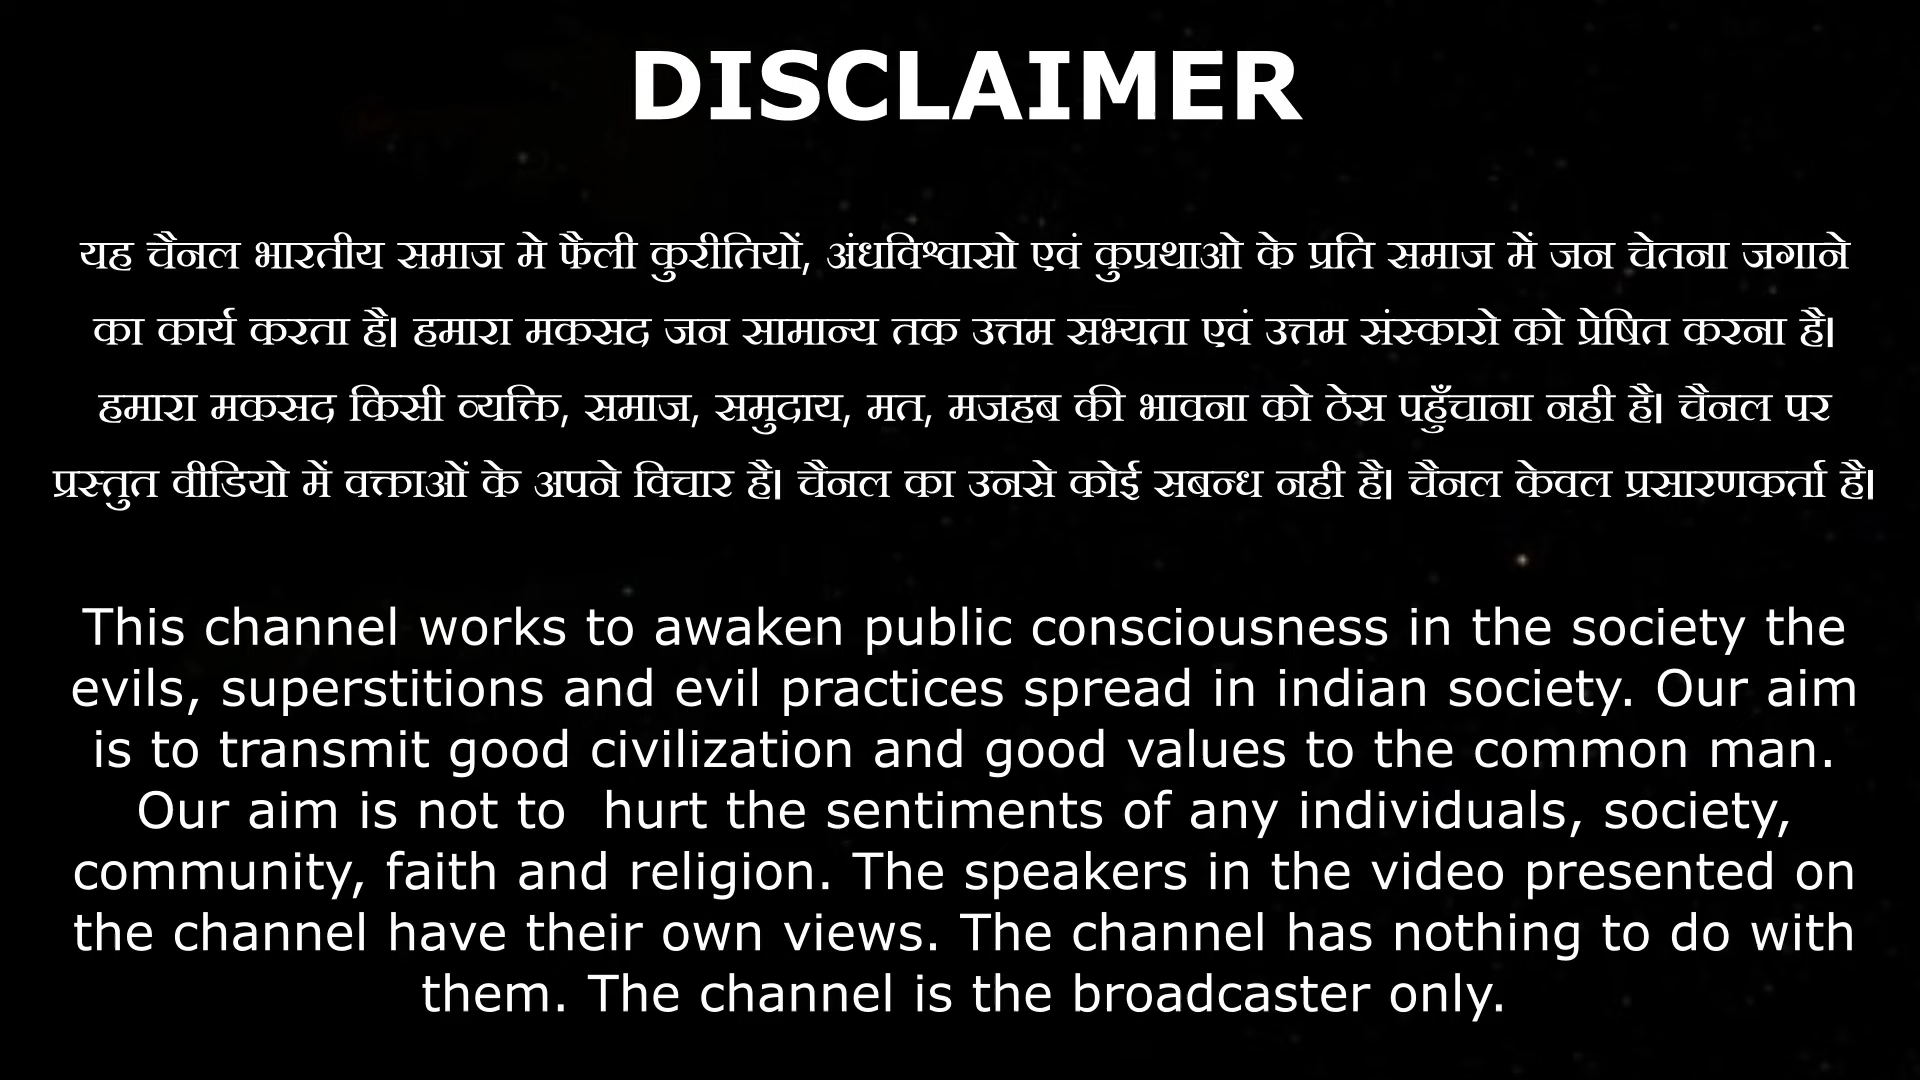 DISCLAIMER
यह चैनल भारतीय समाज मे फैली कुरीतियों, अंधविश्वासो एवं कुप्रथाओ के प्रति समाज में जन चेतना जगाने
का कार्य करता है। हमारा मकसद जन सामान्य तक उत्तम सभ्यता एवं उत्तम संस्कारो को प्रेषित करना है।
हमारा मकसद किसी व्यक्ति, समाज, समुदाय, मत, मजहब की भावना को ठेस पहुँचाना नही है। चैनल पर
प्रस्तुत वीडियो में वक्ताओं के अपने विचार है। चैनल का उनसे कोई सबन्ध नही है। चैनल केवल प्रसारणकर्ता है।
This channel works to awaken public consciousness in the society the
evils, superstitions and evil practices spread in indian society. Our aim
is to transmit good civilization and good values to the common man.
Our aim is not to  hurt the sentiments of any individuals, society,
community, faith and religion. The speakers in the video presented on
the channel have their own views. The channel has nothing to do with
them. The channel is the broadcaster only.